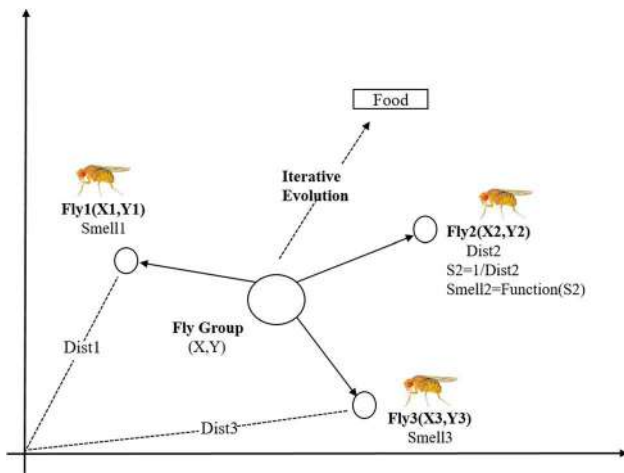 Food
Iterative
Evolution
Fly1(X1,Y1)
Smell1
Fly2(X2,Y2)
Dist2
S2=1/Dist2
Smell2=Function(S2)
Fly Group
(X,Y)
Dist1
Fly3(X3,Y3)
Smell3
Dist3